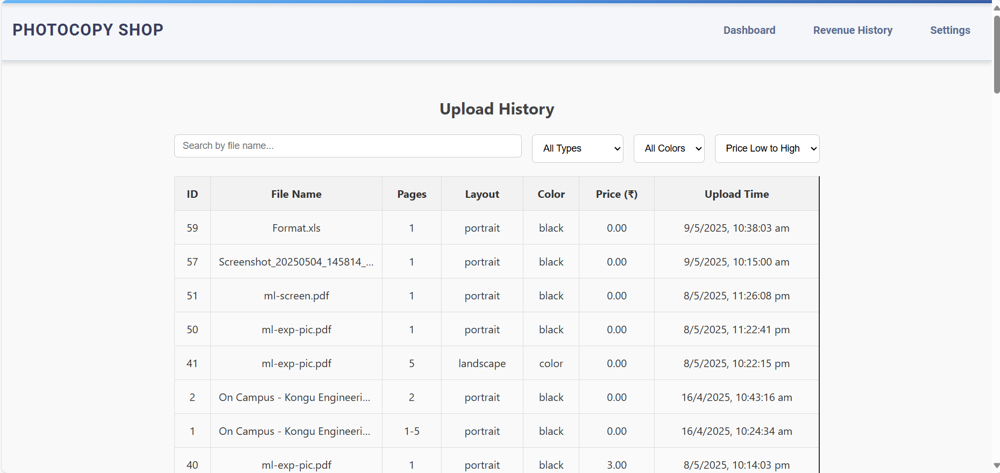 PHOTOCOPY SHOP
Dashboard Revenue History Settings
Upload History
Search by file name... All Types All Colors Price Low to High
ID File Name Pages Layout Color Price (₹) Upload Time
59 Format.xls 1 portrait black 0.00 9/5/2025, 10:38:03 am
57 Screenshot_20250504_145814_... 1 portrait black 0.00 9/5/2025, 10:15:00 am
51 ml-screen.pdf 1 portrait black 0.00 8/5/2025, 11:26:08 pm
50 ml-exp-pic.pdf 1 portrait black 0.00 8/5/2025, 11:22:41 pm
41 ml-exp-pic.pdf 5 landscape color 0.00 8/5/2025, 10:22:15 pm
2 On Campus - Kongu Engineeri... 2 portrait black 0.00 16/4/2025, 10:43:16 am
1 On Campus - Kongu Engineeri... 1-5 portrait black 0.00 16/4/2025, 10:24:34 am
40 ml-exp-pic.pdf 1 portrait black 3.00 8/5/2025, 10:14:03 pm